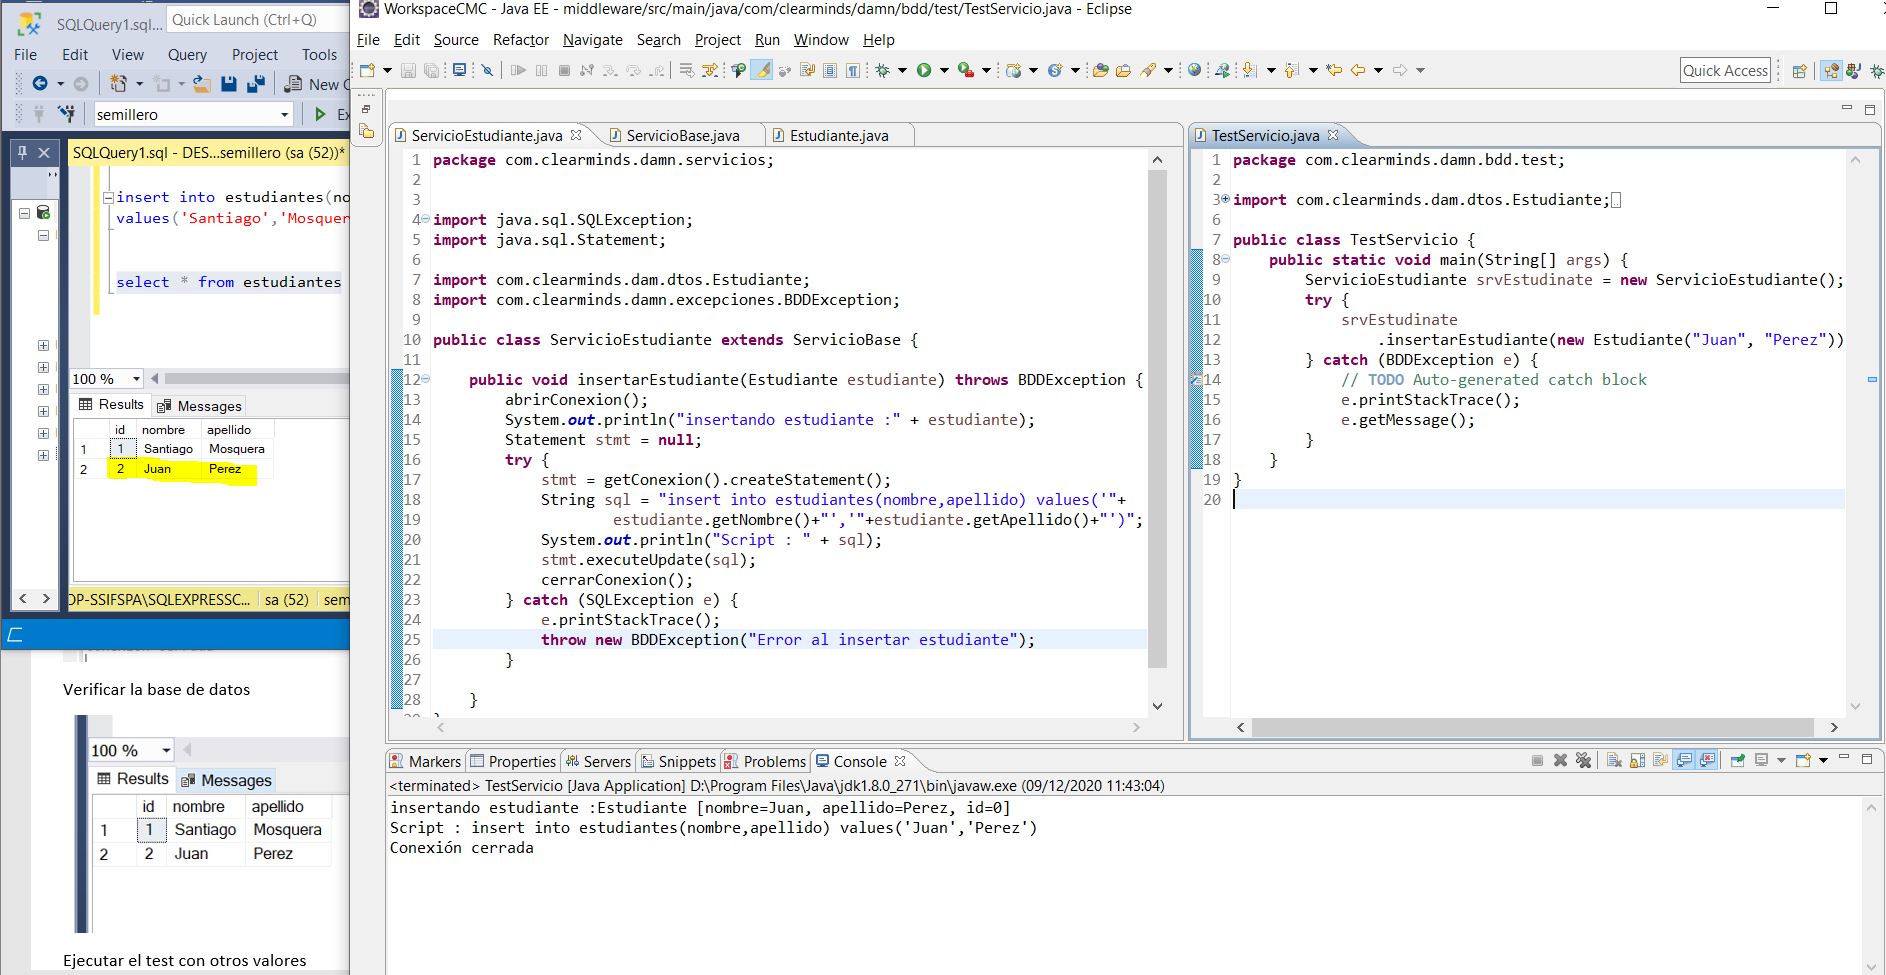 SQLQuery1.sql...
Quick Launch (Ctrl+Q)
File Edit View Query Project Tools
New
semillero
SQLQuery1.sql - DES...semillero (sa (52))*
insert into estudiantes(no
values('Santiago','Mosquer
select * from estudiantes
100 %
Results Messages
id nombre apellido
1 1 Santiago Mosquera
2 2 Juan Perez
OP-SSIFSPA\SQLEXPRESSC... sa (52) sem
Verificar la base de datos
100 %
Results Messages
id nombre apellido
1 1 Santiago Mosquera
2 2 Juan Perez
Ejecutar el test con otros valores
WorkspaceCMC - Java EE - middleware/src/main/java/com/clearminds/damn/bdd/test/TestServicio.java - Eclipse
File Edit Source Refactor Navigate Search Project Run Window Help
Quick Access
ServicioEstudiante.java ServicioBase.java Estudiante.java
1 package com.clearminds.damn.servicios;
2
3
4 import java.sql.SQLException;
5 import java.sql.Statement;
6
7 import com.clearminds.dam.dtos.Estudiante;
8 import com.clearminds.damn.excepciones.BDDException;
9
10 public class ServicioEstudiante extends ServicioBase {
11
12 public void insertarEstudiante(Estudiante estudiante) throws BDDException {
13 abrirConexion();
14 System.out.println("insertando estudiante :" + estudiante);
15 Statement stmt = null;
16 try {
17 stmt = getConexion().createStatement();
18 String sql = "insert into estudiantes(nombre,apellido) values('"+
19 estudiante.getNombre()+"','"+estudiante.getApellido()+"')";
20 System.out.println("Script : " + sql);
21 stmt.executeUpdate(sql);
22 cerrarConexion();
23 } catch (SQLException e) {
24 e.printStackTrace();
25 throw new BDDException("Error al insertar estudiante");
26 }
27
28 }
TestServicio.java
1 package com.clearminds.damn.bdd.test;
2
3 import com.clearminds.dam.dtos.Estudiante;
6
7 public class TestServicio {
8 public static void main(String[] args) {
9 ServicioEstudiante srvEstudinate = new ServicioEstudiante();
10 try {
11 srvEstudinate
12 .insertarEstudiante(new Estudiante("Juan", "Perez"))
13 } catch (BDDException e) {
14 // TODO Auto-generated catch block
15 e.printStackTrace();
16 e.getMessage();
17 }
18 }
19 }
20
Markers Properties Servers Snippets Problems Console
<terminated> TestServicio [Java Application] D:\Program Files\Java\jdk1.8.0_271\bin\javaw.exe (09/12/2020 11:43:04)
insertando estudiante :Estudiante [nombre=Juan, apellido=Perez, id=0]
Script : insert into estudiantes(nombre,apellido) values('Juan','Perez')
Conexión cerrada